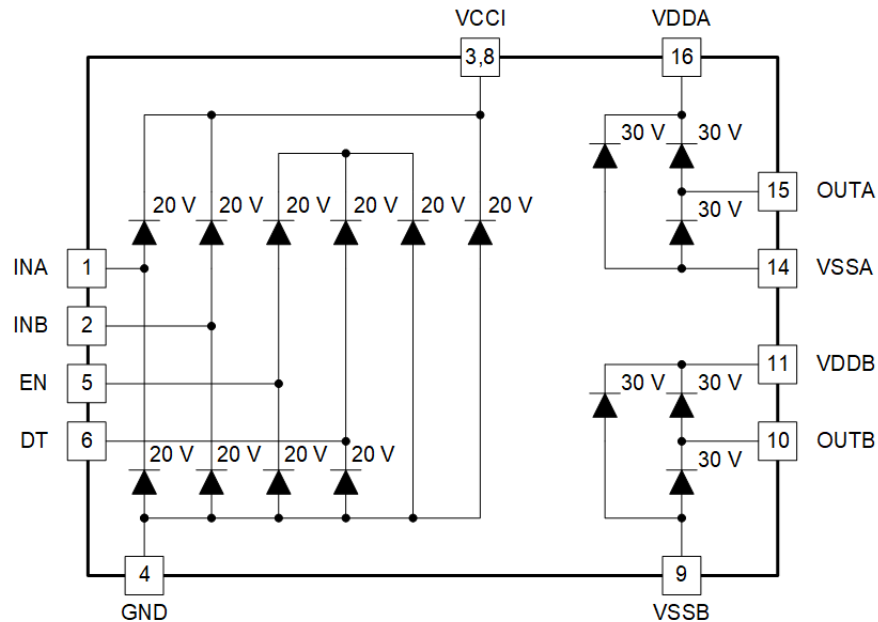 VCCI VDDA
3,8 16
30 V 30 V
15 OUTA
20 V 20 V 20 V 20 V 20 V 20 V 30 V
INA 1 14 VSSA
INB 2
EN 5 11 VDDB
30 V 30 V
DT 6 10 OUTB
20 V 20 V 20 V 20 V 30 V
4 9
GND VSSB